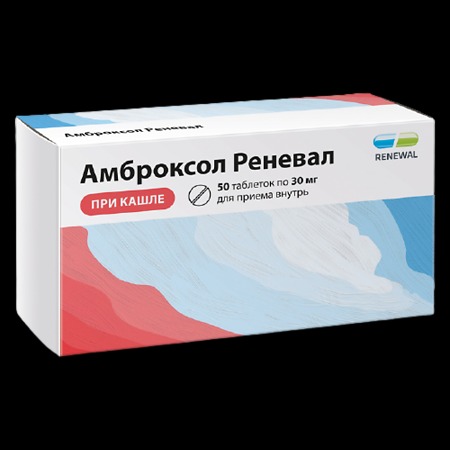 Амброксол Реневал
Амброксол Реневал
ПРИ КАШЛЕ
50 таблеток по 30 мг
для приема внутрь
RENEWAL